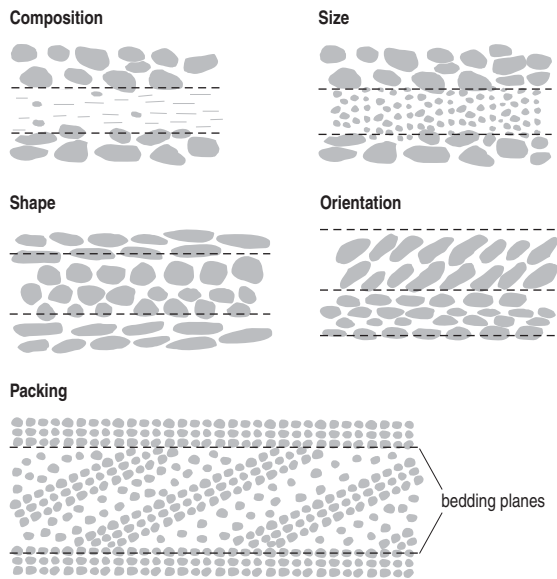 Composition
Size
Shape
Orientation
Packing
bedding planes